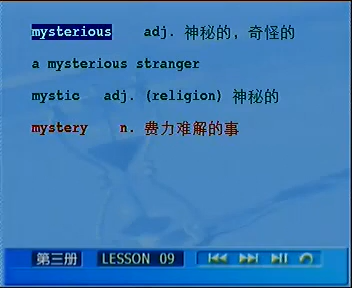 mysterious adj. 神秘的，奇怪的
a mysterious stranger
mystic adj. (religion) 神秘的
mystery n. 费力难解的事
第三册 LESSON 09